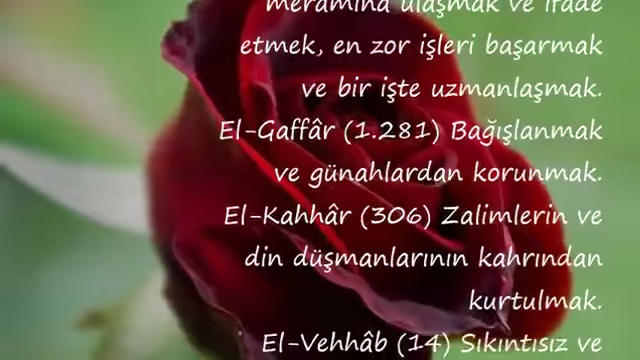 meramına ulaşmak ve ifade
etmek, en zor işleri başarmak
ve bir işte uzmanlaşmak.
El-Gaffâr (1.281) Bağışlanmak
ve günahlardan korunmak.
El-Kahhâr (306) Zalimlerin ve
din düşmanlarının kahrından
kurtulmak.
El-Vehhâb (14) Sıkıntısız ve